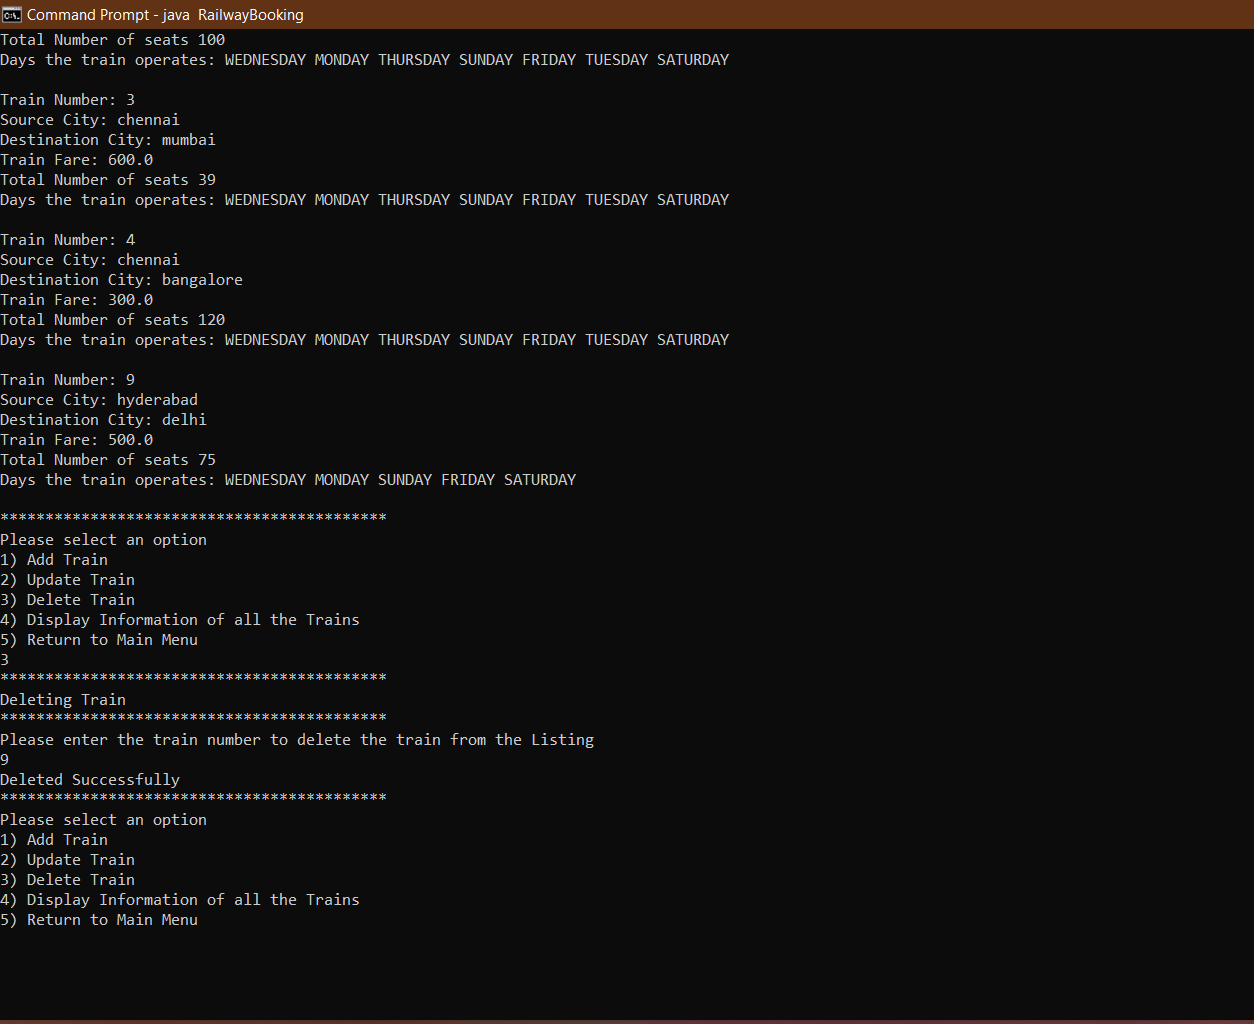 Command Prompt - java  RailwayBooking
Total Number of seats 100
Days the train operates: WEDNESDAY MONDAY THURSDAY SUNDAY FRIDAY TUESDAY SATURDAY
Train Number: 3
Source City: chennai
Destination City: mumbai
Train Fare: 600.0
Total Number of seats 39
Days the train operates: WEDNESDAY MONDAY THURSDAY SUNDAY FRIDAY TUESDAY SATURDAY
Train Number: 4
Source City: chennai
Destination City: bangalore
Train Fare: 300.0
Total Number of seats 120
Days the train operates: WEDNESDAY MONDAY THURSDAY SUNDAY FRIDAY TUESDAY SATURDAY
Train Number: 9
Source City: hyderabad
Destination City: delhi
Train Fare: 500.0
Total Number of seats 75
Days the train operates: WEDNESDAY MONDAY SUNDAY FRIDAY SATURDAY
*******************************************
Please select an option
1) Add Train
2) Update Train
3) Delete Train
4) Display Information of all the Trains
5) Return to Main Menu
3
*******************************************
Deleting Train
*******************************************
Please enter the train number to delete the train from the Listing
9
Deleted Successfully
*******************************************
Please select an option
1) Add Train
2) Update Train
3) Delete Train
4) Display Information of all the Trains
5) Return to Main Menu